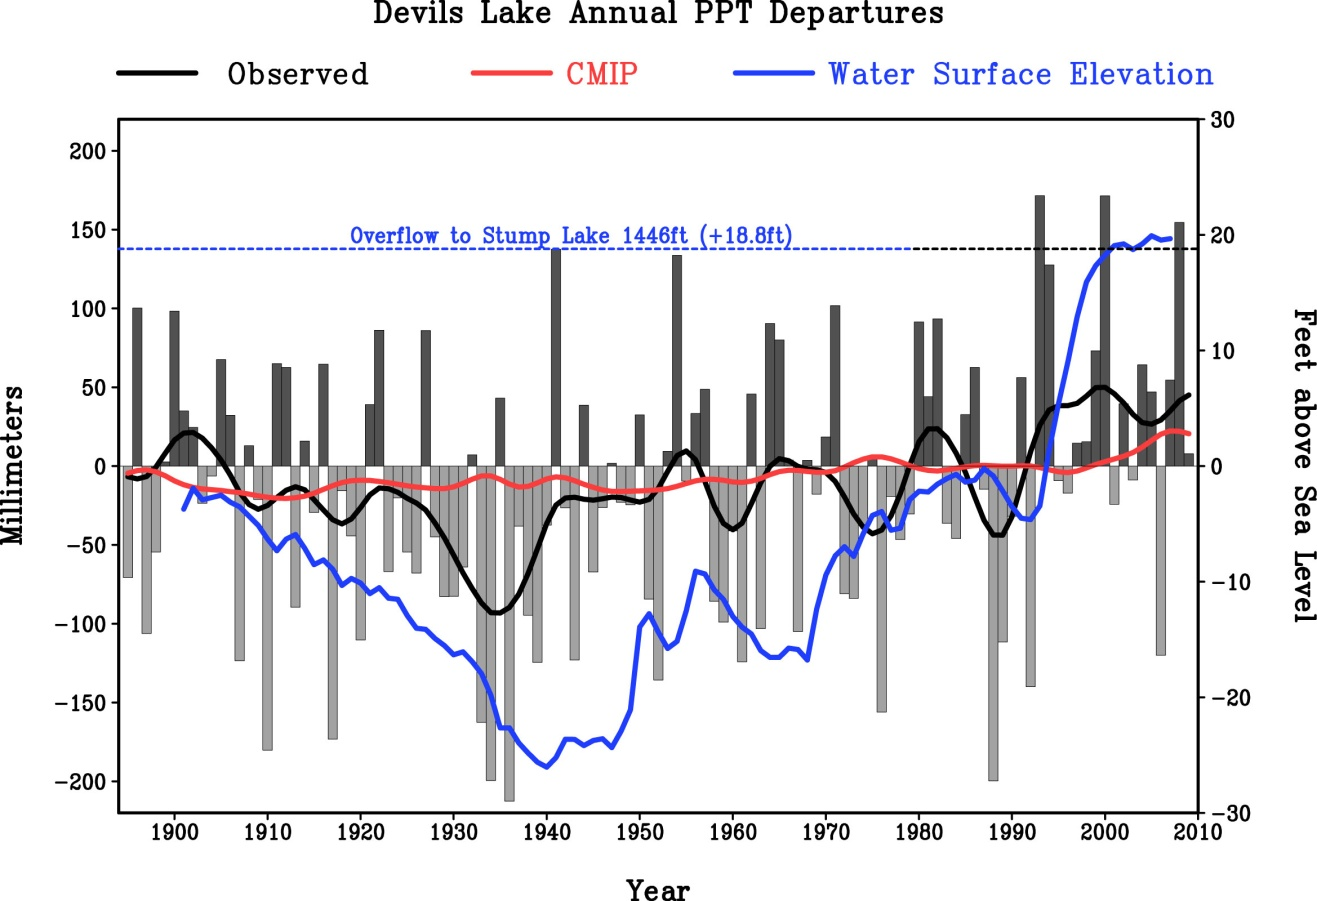 Devils Lake Annual PPT Departures
Observed CMIP Water Surface Elevation
Overflow to Stump Lake 1446ft (+18.8ft)
Millimeters
200
150
100
50
0
−50
−100
−150
−200
30
20
10
0
−10
−20
−30
Feet above Sea Level
1900 1910 1920 1930 1940 1950 1960 1970 1980 1990 2000 2010
Year